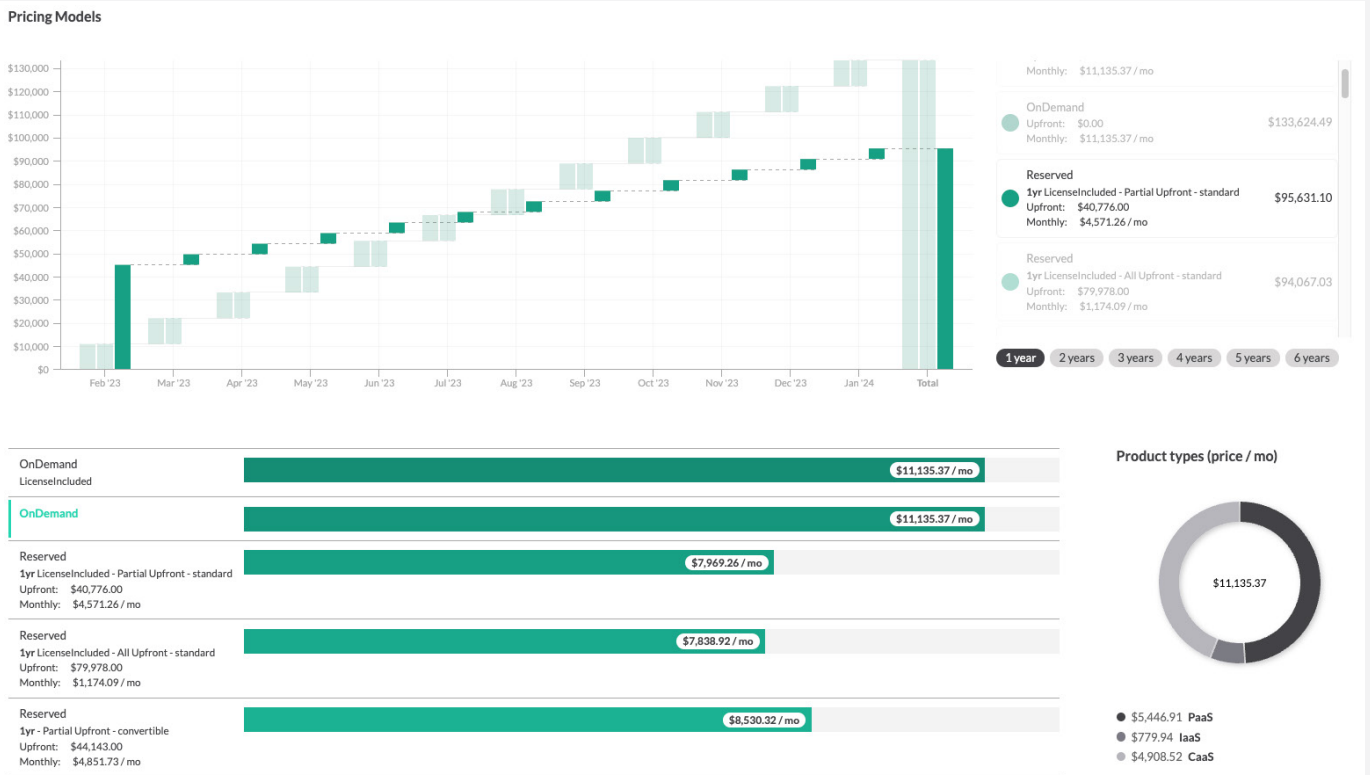 Pricing Models
$130,000
$120,000
$110,000
$100,000
$90,000
$80,000
$70,000
$60,000
$50,000
$40,000
$30,000
$20,000
$10,000
$0
Feb '23 Mar '23 Apr '23 May '23 Jun '23 Jul '23 Aug '23 Sep '23 Oct '23 Nov '23 Dec '23 Jan '24 Total
Monthly: $11,135.37 / mo
OnDemand
Upfront: $0.00
$133,624.49
Monthly: $11,135.37 / mo
Reserved
1yr LicenseIncluded - Partial Upfront - standard
$95,631.10
Upfront: $40,776.00
Monthly: $4,571.26 / mo
Reserved
1yr LicenseIncluded - All Upfront - standard
$94,067.03
Upfront: $79,978.00
Monthly: $1,174.09 / mo
1 year 2 years 3 years 4 years 5 years 6 years
OnDemand
LicenseIncluded
$11,135.37 / mo
OnDemand
$11,135.37 / mo
Reserved
1yr LicenseIncluded - Partial Upfront - standard
Upfront: $40,776.00
Monthly: $4,571.26 / mo
$7,969.26 / mo
Reserved
1yr LicenseIncluded - All Upfront - standard
Upfront: $79,978.00
Monthly: $1,174.09 / mo
$7,838.92 / mo
Reserved
1yr - Partial Upfront - convertible
Upfront: $44,143.00
Monthly: $4,851.73 / mo
$8,530.32 / mo
Product types (price / mo)
$11,135.37
$5,446.91 PaaS
$779.94 IaaS
$4,908.52 CaaS